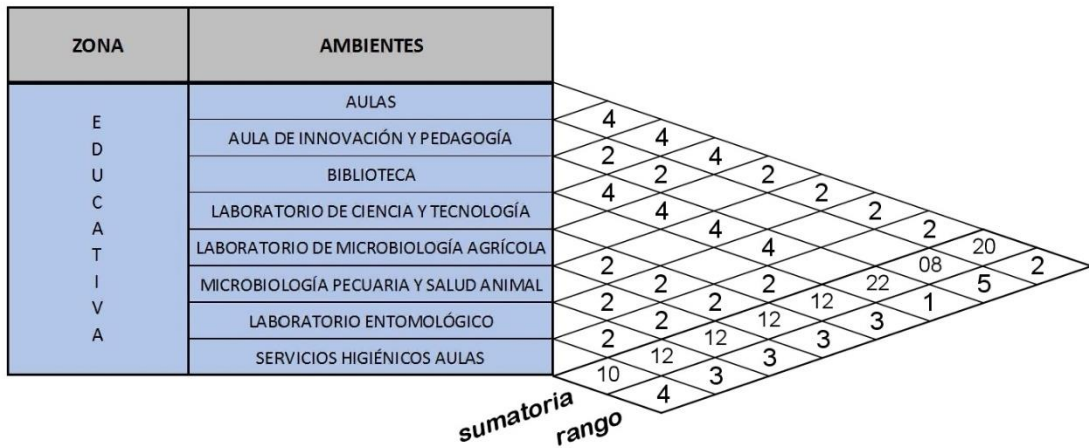 ZONA AMBIENTES
EDUCATIVA
AULAS
AULA DE INNOVACIÓN Y PEDAGOGÍA
BIBLIOTECA
LABORATORIO DE CIENCIA Y TECNOLOGÍA
LABORATORIO DE MICROBIOLOGÍA AGRÍCOLA
MICROBIOLOGÍA PECUARIA Y SALUD ANIMAL
LABORATORIO ENTOMOLÓGICO
SERVICIOS HIGIÉNICOS AULAS
4 4 4 2 2 2 2 20 2
2 2 08 5
4 4 4 4 22 1
12 3
2 2 2 12 3
2 2 12 3
2 12 3
10 4
sumatoria
rango